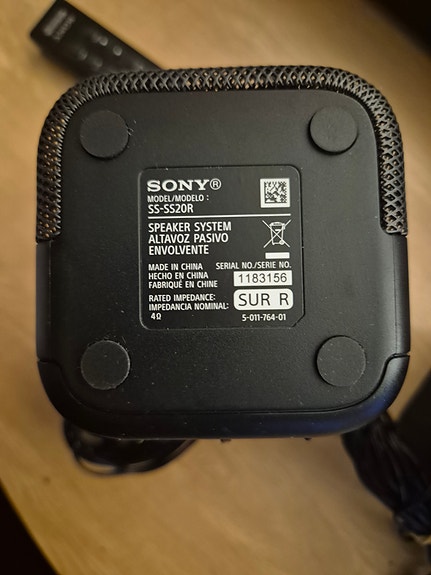 SONY®
MODEL/MODELO :
SS-SS20R
SPEAKER SYSTEM
ALTAVOZ PASIVO
ENVOLVENTE
MADE IN CHINA SERIAL NO./SERIE NO.
HECHO EN CHINA 1183156
FABRIQUÉ EN CHINE
RATED IMPEDANCE: SUR R
IMPEDANCIA NOMINAL:
4Ω 5-011-764-01